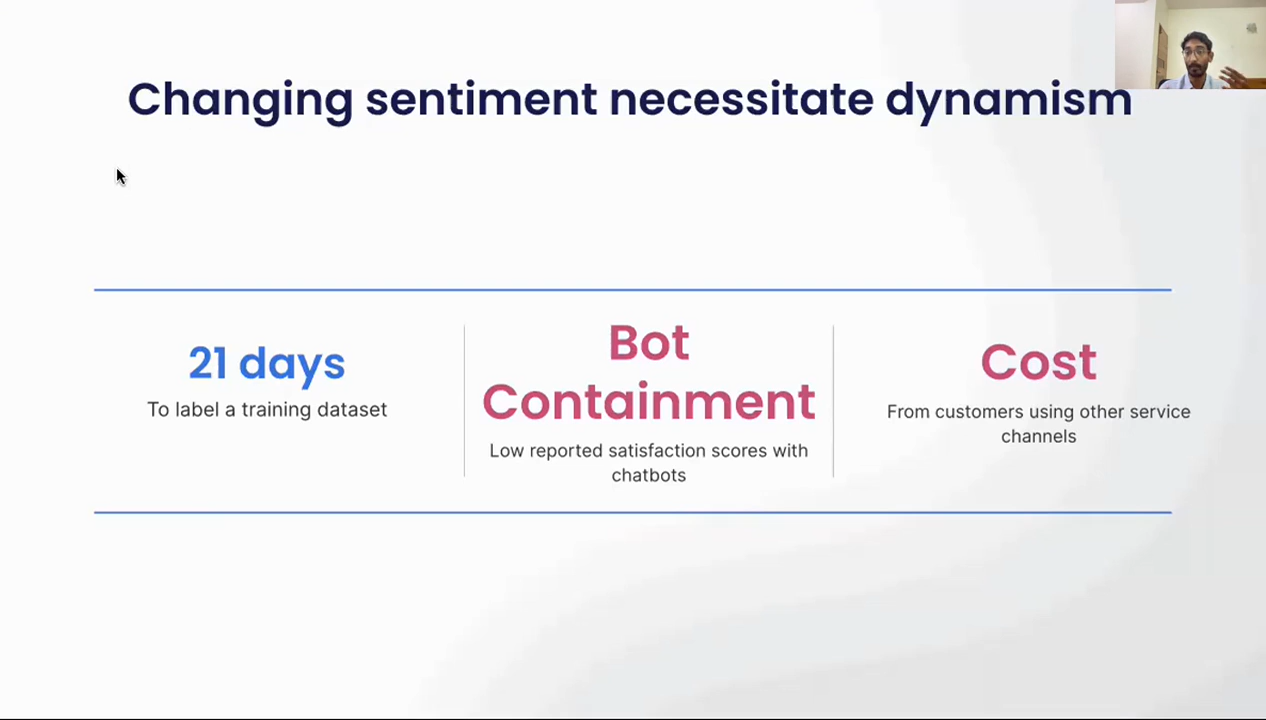 Changing sentiment necessitate dynamism
21 days
To label a training dataset
Bot
Containment
Low reported satisfaction scores with
chatbots
Cost
From customers using other service
channels